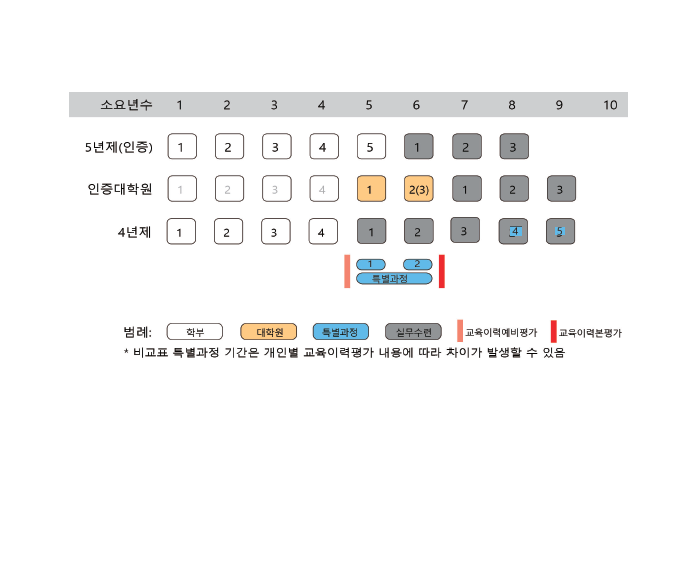 소요년수 1 2 3 4 5 6 7 8 9 10
5년제(인증) 1 2 3 4 5 1 2 3
인증대학원 1 2 3 4 1 2(3) 1 2 3
4년제 1 2 3 4 1 2 3 4 5
1 2
특별과정
범례: 학부 대학원 특별과정 실무수련 교육이력예비평가 교육이력본평가
* 비교표 특별과정 기간은 개인별 교육이력평가 내용에 따라 차이가 발생할 수 있음